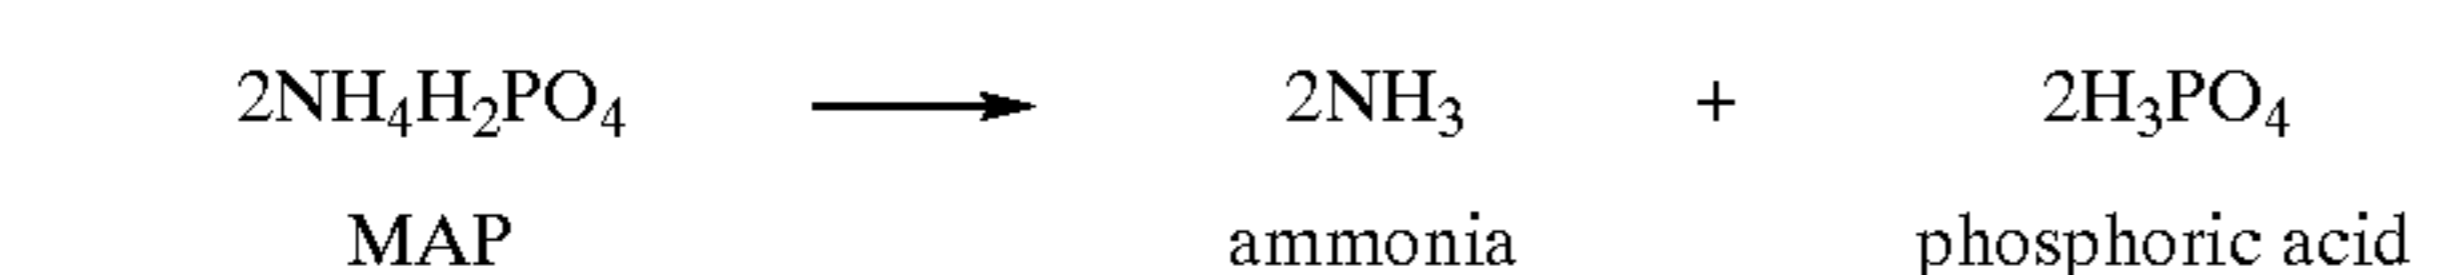 2NH₄H₂PO₄ ⟶ 2NH₃ + 2H₃PO₄
MAP ammonia phosphoric acid